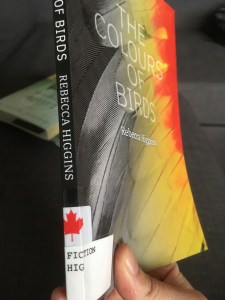 OF BIRDS REBECCA HIGGINS
FICTION
HIG
THE
COLOURS
OF
BIRDS
Rebecca Higgins